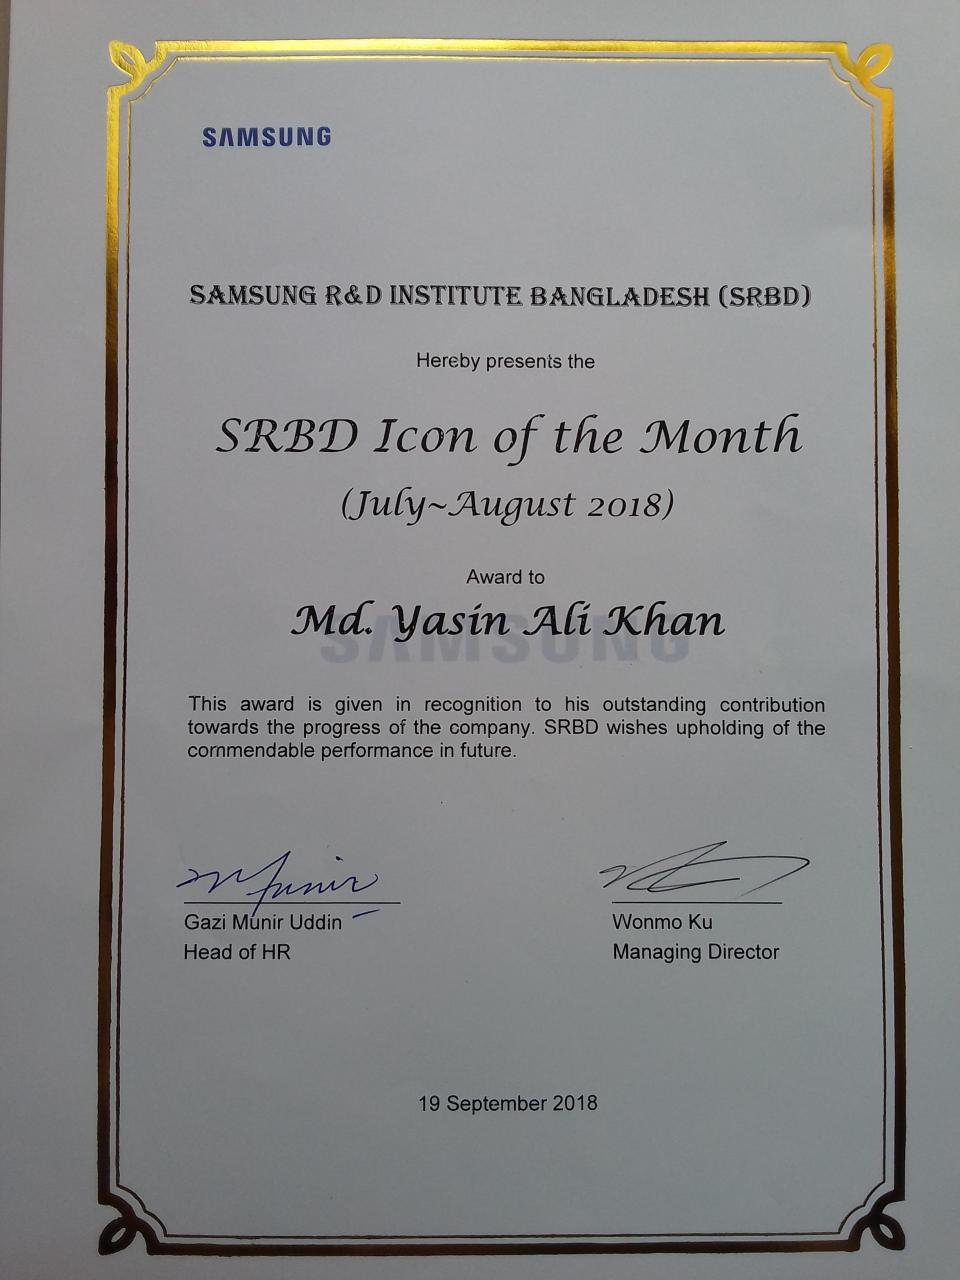 SAMSUNG
SAMSUNG R&D INSTITUTE BANGLADESH (SRBD)
Hereby presents the
SRBD Icon of the Month
(July~August 2018)
Award to
Md. Yasin Ali Khan
SAMSUNG
This award is given in recognition to his outstanding contribution
towards the progress of the company. SRBD wishes upholding of the
commendable performance in future.
Gazi Munir Uddin
Head of HR
Wonmo Ku
Managing Director
19 September 2018